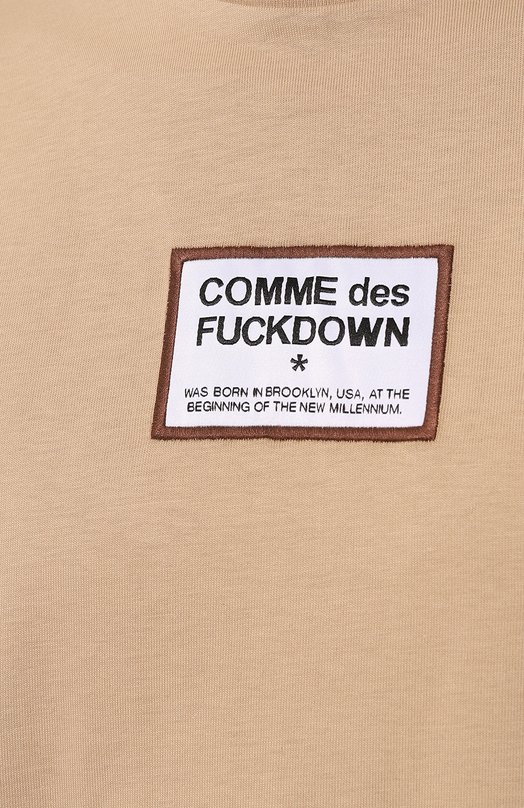 COMME des
FUCKDOWN
*
WAS BORN IN BROOKLYN, USA, AT THE
BEGINNING OF THE NEW MILLENNIUM.